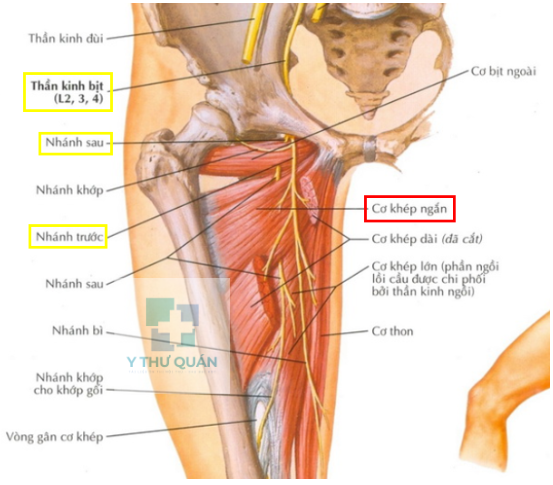 Thần kinh đùi
Thần kinh bịt
(L2, 3, 4)
Nhánh sau
Nhánh khớp
Nhánh trước
Nhánh sau
Nhánh bì
Nhánh khớp
cho khớp gối
Vòng gân cơ khép
Cơ bịt ngoài
Cơ khép ngắn
Cơ khép dài (đã cắt)
Cơ khép lớn (phần ngồi
lồi cầu được chi phối
bởi thần kinh ngồi)
Cơ thon
Y THƯ QUÁN